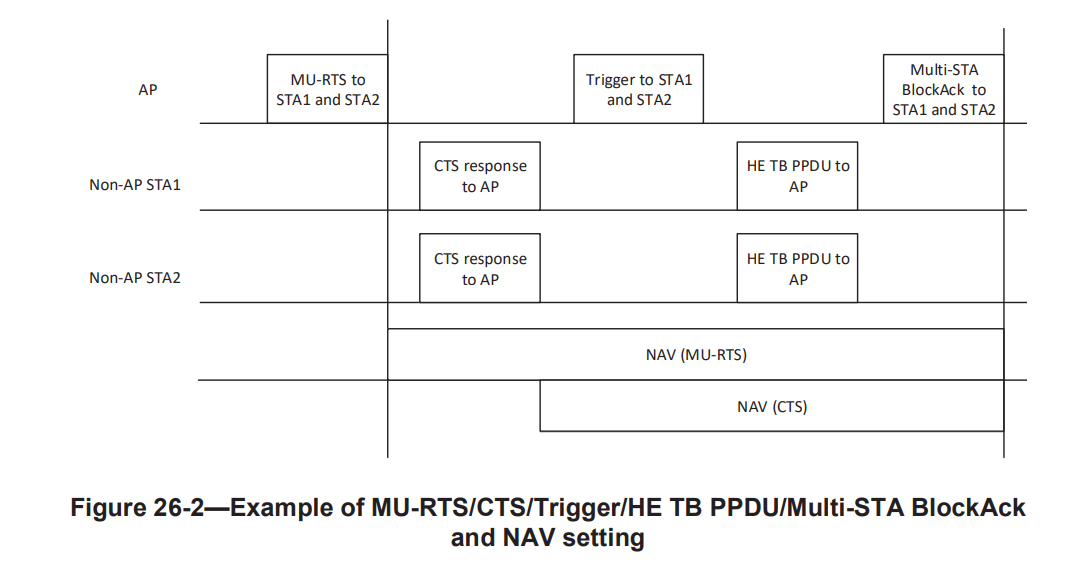 AP
MU-RTS to
STA1 and STA2
Trigger to STA1
and STA2
Multi-STA
BlockAck to
STA1 and STA2
Non-AP STA1
CTS response
to AP
HE TB PPDU to
AP
Non-AP STA2
CTS response
to AP
HE TB PPDU to
AP
NAV (MU-RTS)
NAV (CTS)
Figure 26-2—Example of MU-RTS/CTS/Trigger/HE TB PPDU/Multi-STA BlockAck
and NAV setting